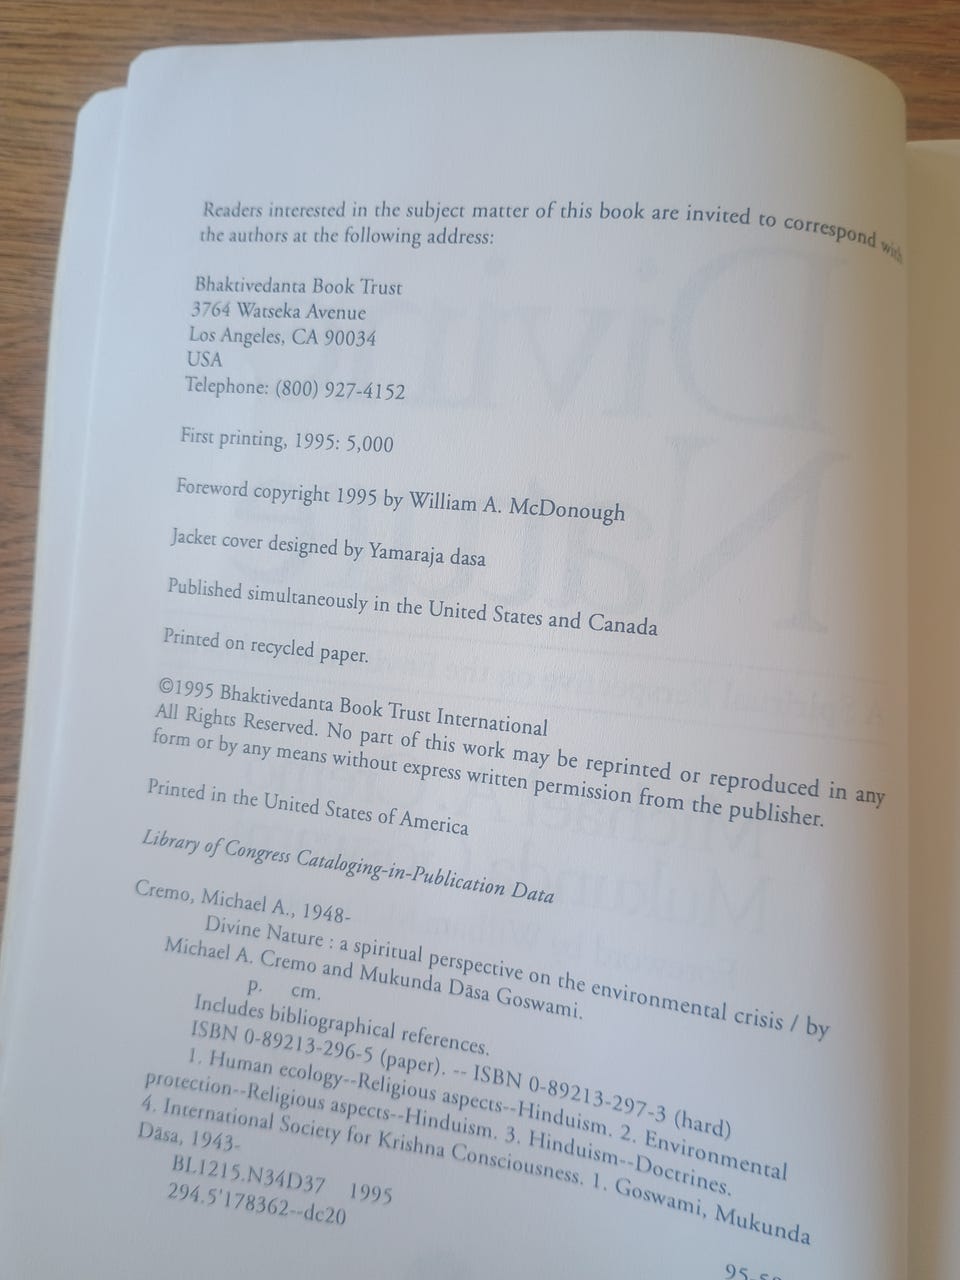 Readers interested in the subject matter of this book are invited to correspond with
the authors at the following address:
Bhaktivedanta Book Trust
3764 Watseka Avenue
Los Angeles, CA 90034
USA
Telephone: (800) 927-4152
First printing, 1995: 5,000
Foreword copyright 1995 by William A. McDonough
Jacket cover designed by Yamaraja dasa
Published simultaneously in the United States and Canada
Printed on recycled paper.
©1995 Bhaktivedanta Book Trust International
All Rights Reserved. No part of this work may be reprinted or reproduced in any
form or by any means without express written permission from the publisher.
Printed in the United States of America
Library of Congress Cataloging-in-Publication Data
Cremo, Michael A., 1948-
Divine Nature : a spiritual perspective on the environmental crisis / by
Michael A. Cremo and Mukunda Dāsa Goswami.
p. cm.
Includes bibliographical references.
ISBN 0-89213-296-5 (paper). -- ISBN 0-89213-297-3 (hard)
1. Human ecology--Religious aspects--Hinduism. 2. Environmental
protection--Religious aspects--Hinduism. 3. Hinduism--Doctrines.
4. International Society for Krishna Consciousness. 1. Goswami, Mukunda
Dāsa, 1943-
BL1215.N34D37 1995
294.5'178362--dc20